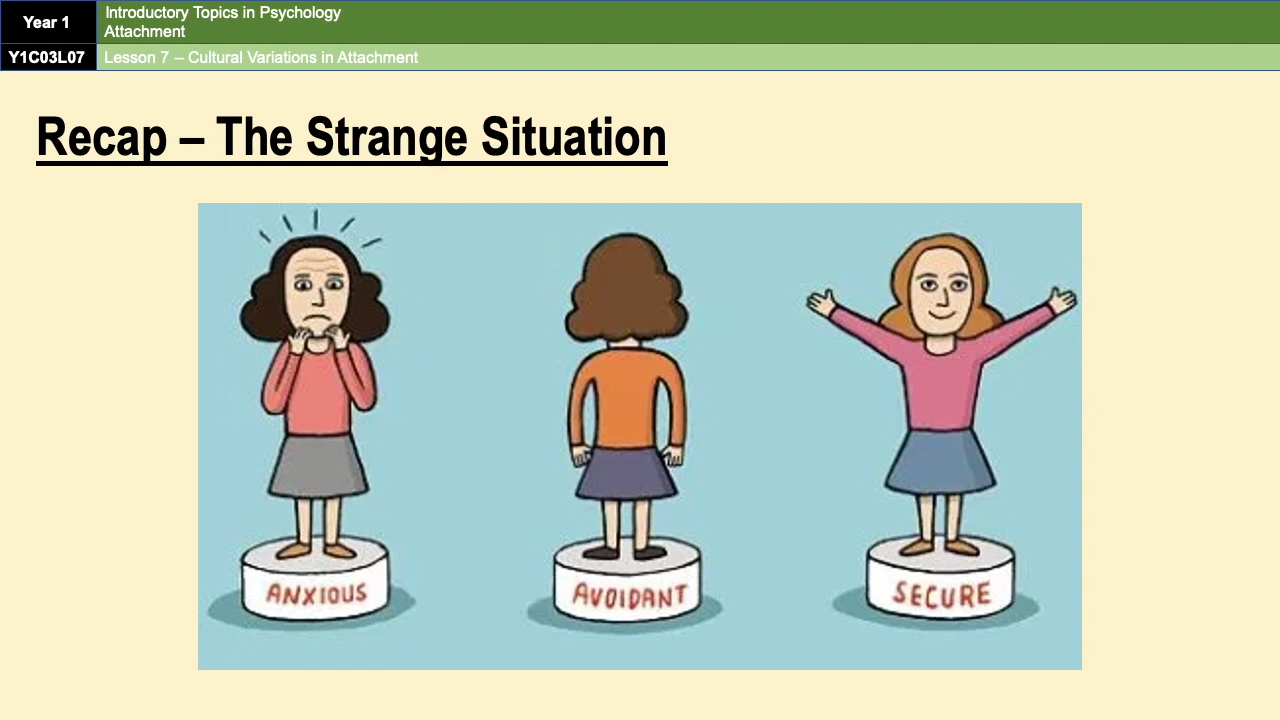 Year 1
Introductory Topics in Psychology
Attachment
Y1C03L07
Lesson 7 – Cultural Variations in Attachment
Recap – The Strange Situation
ANXIOUS
AVOIDANT
SECURE